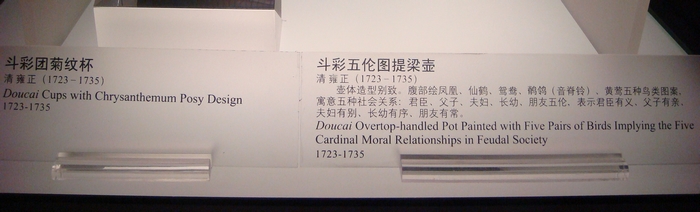 斗彩团菊纹杯
清 雍正（1723－1735）
Doucai Cups with Chrysanthemum Posy Design
1723-1735
斗彩五伦图提梁壶
清 雍正（1723－1735）
壶体造型别致。腹部绘凤凰、仙鹤、鸳鸯、鹡鸰（音脊铃）、黄莺五种鸟类图案，
寓意五种社会关系：君臣、父子、夫妇、长幼、朋友五伦，表示君臣有义、父子有亲、
夫妇有别、长幼有序、朋友有常。
Doucai Overtop-handled Pot Painted with Five Pairs of Birds Implying the Five
Cardinal Moral Relationships in Feudal Society
1723-1735